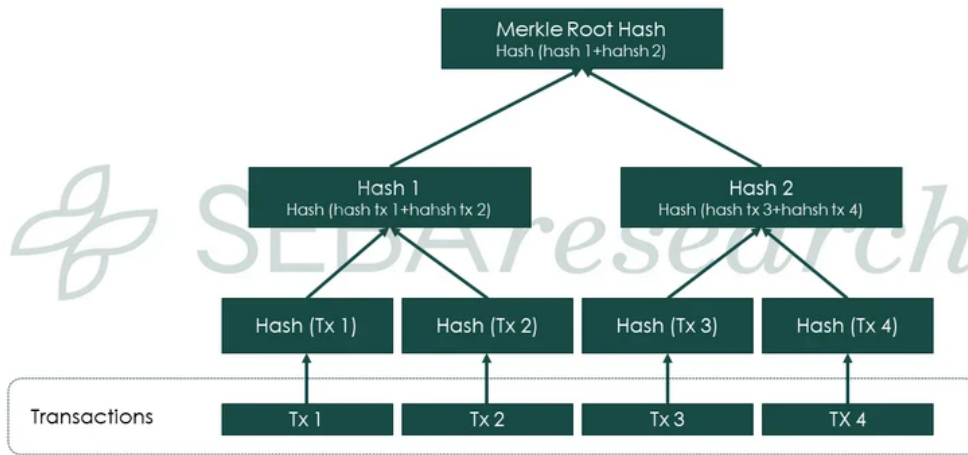 Merkle Root Hash
Hash (hash 1+hahsh 2)
Hash 1
Hash (hash tx 1+hahsh tx 2)
Hash 2
Hash (hash tx 3+hahsh tx 4)
SEBAresearch
Hash (Tx 1)
Hash (Tx 2)
Hash (Tx 3)
Hash (Tx 4)
Transactions
Tx 1
Tx 2
Tx 3
TX 4